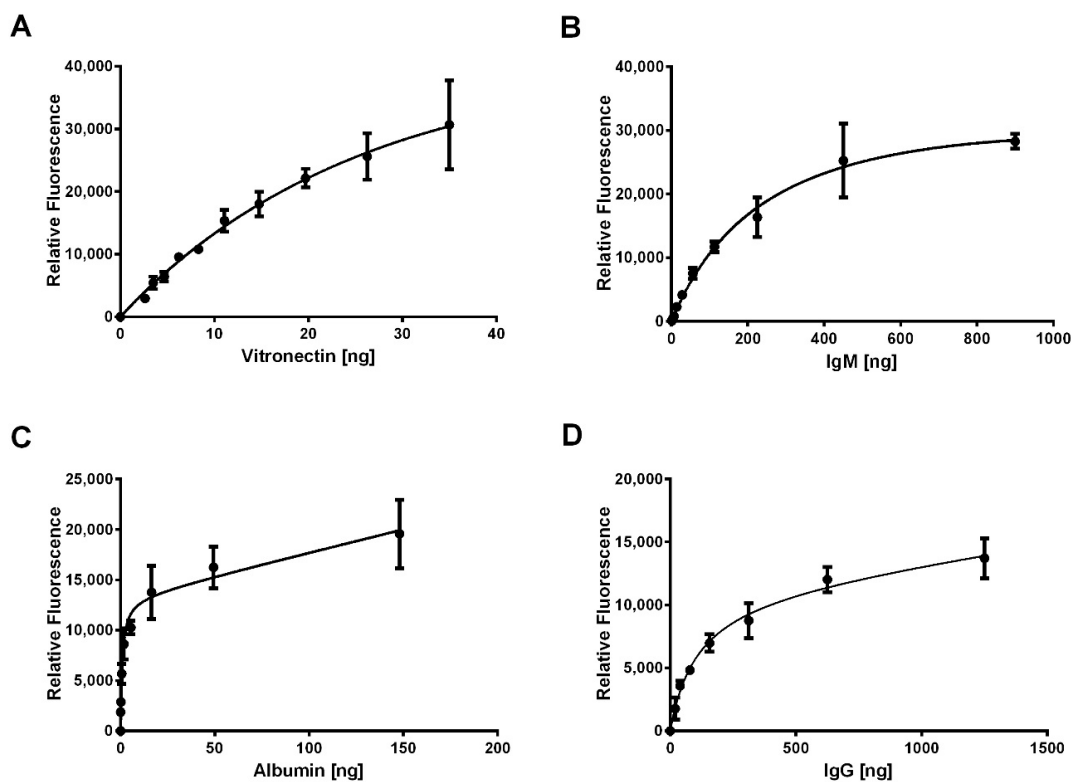 A
40,000
30,000
20,000
10,000
0
Relative Fluorescence
0 10 20 30 40
Vitronectin [ng]
B
40,000
30,000
20,000
10,000
0
Relative Fluorescence
0 200 400 600 800 1000
IgM [ng]
C
25,000
20,000
15,000
10,000
5,000
0
Relative Fluorescence
0 50 100 150 200
Albumin [ng]
D
20,000
15,000
10,000
5,000
0
Relative Fluorescence
0 500 1000 1500
IgG [ng]